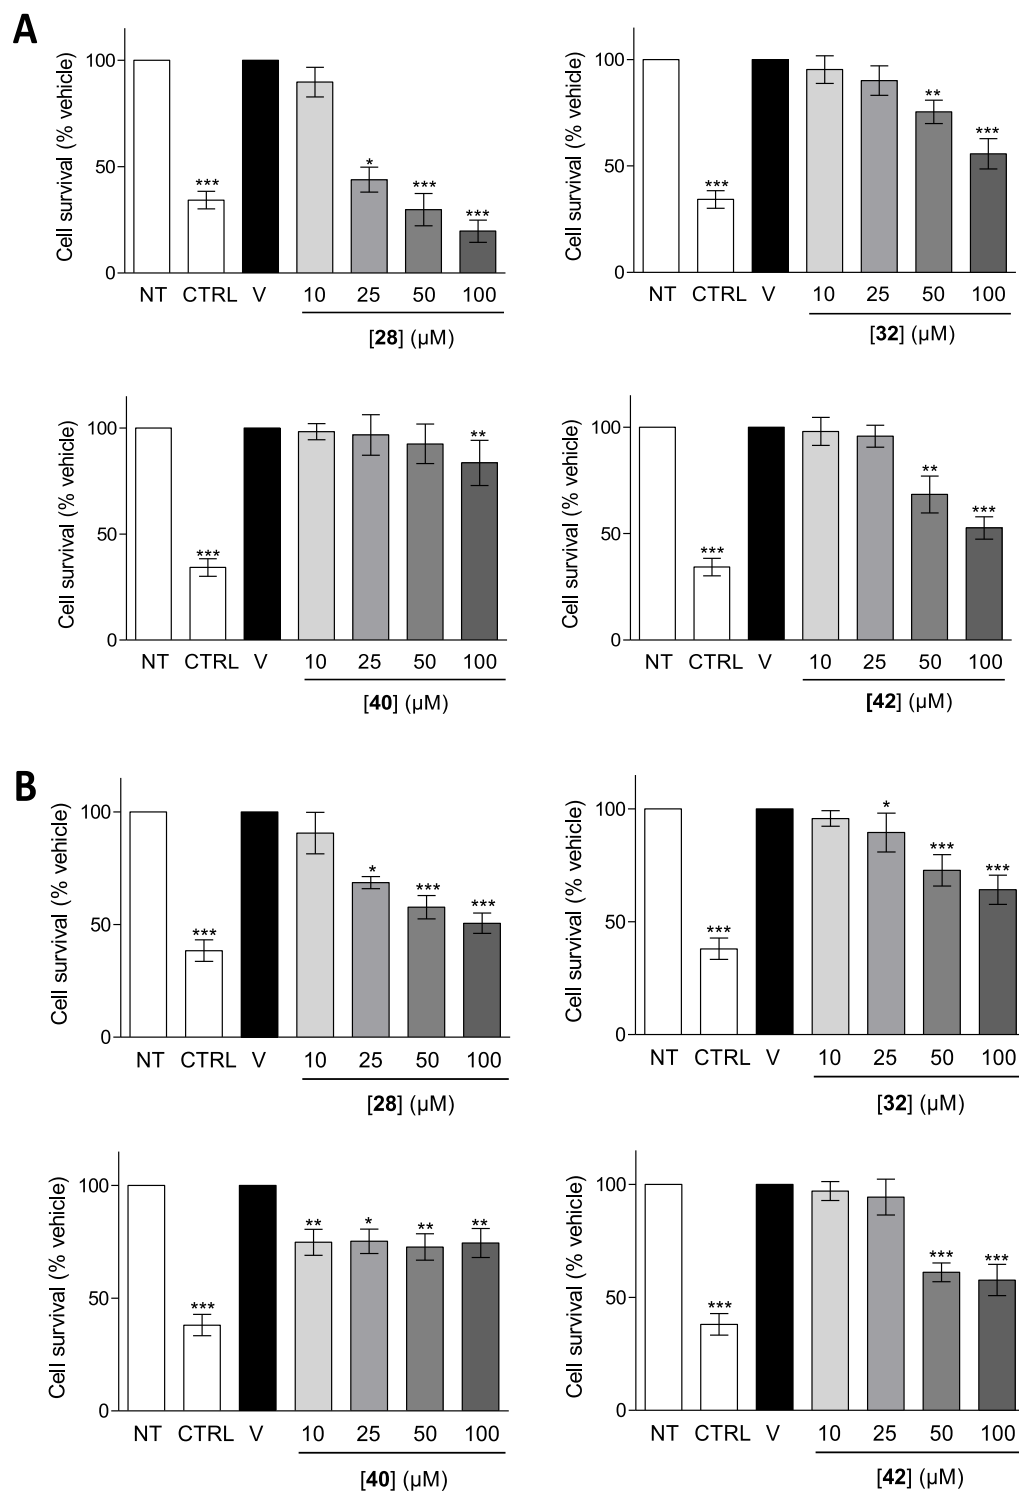 A
Cell survival (% vehicle)
100
50
0
***
*
***
***
NT CTRL V 10 25 50 100
[28] (µM)
Cell survival (% vehicle)
100
50
0
***
**
***
NT CTRL V 10 25 50 100
[32] (µM)
Cell survival (% vehicle)
100
50
0
***
**
NT CTRL V 10 25 50 100
[40] (µM)
Cell survival (% vehicle)
100
50
0
***
**
***
NT CTRL V 10 25 50 100
[42] (µM)
B
Cell survival (% vehicle)
100
50
0
***
*
***
***
NT CTRL V 10 25 50 100
[28] (µM)
Cell survival (% vehicle)
100
50
0
***
*
***
***
NT CTRL V 10 25 50 100
[32] (µM)
Cell survival (% vehicle)
100
50
0
***
**
*
**
**
NT CTRL V 10 25 50 100
[40] (µM)
Cell survival (% vehicle)
100
50
0
***
***
***
NT CTRL V 10 25 50 100
[42] (µM)